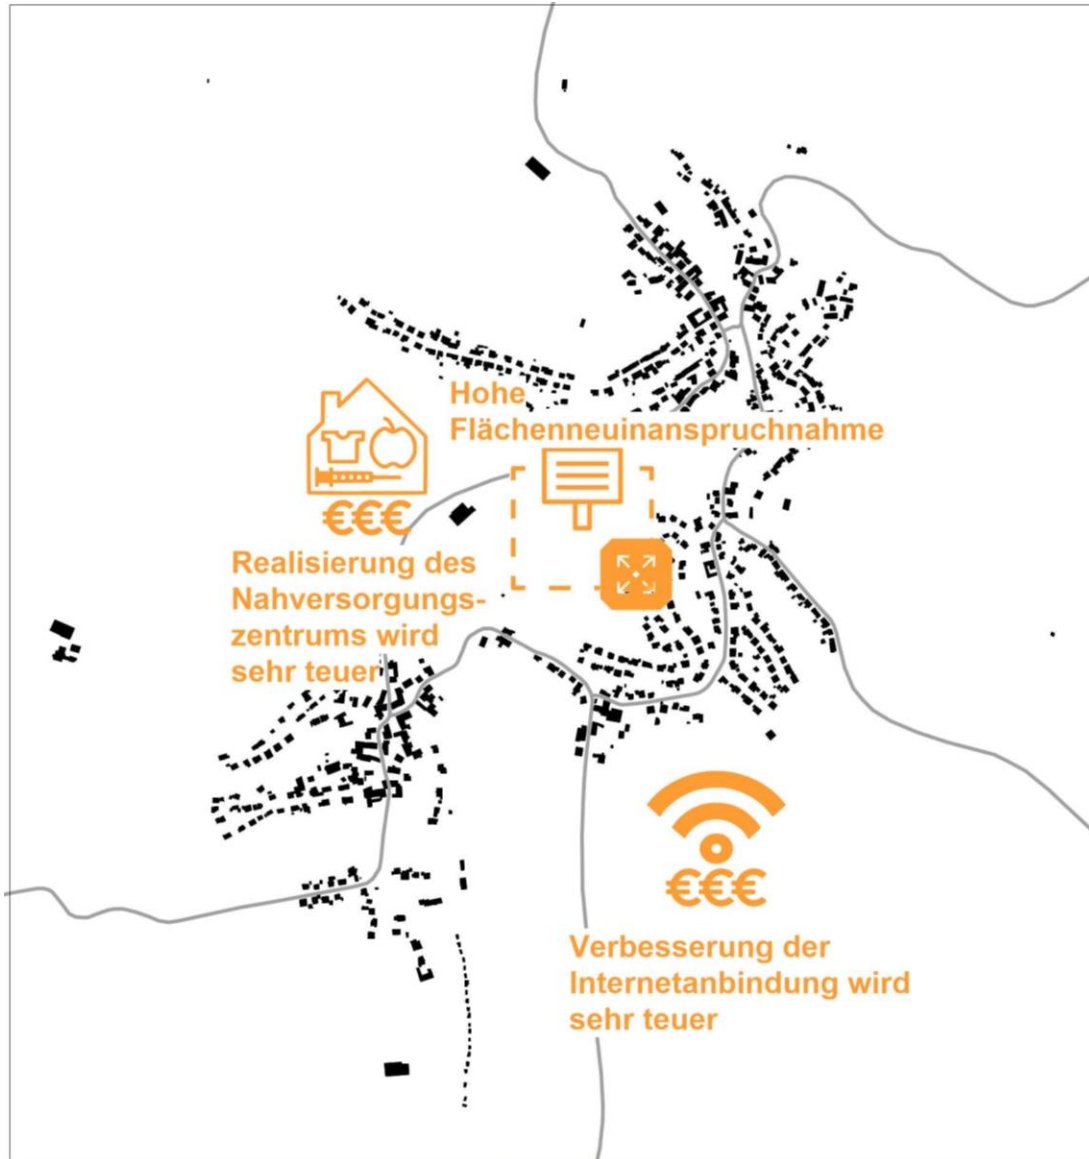 Hohe
Flächenneuinanspruchnahme
€€€
Realisierung des
Nahversorgungs-
zentrums wird
sehr teuer
€€€
Verbesserung der
Internetanbindung wird
sehr teuer